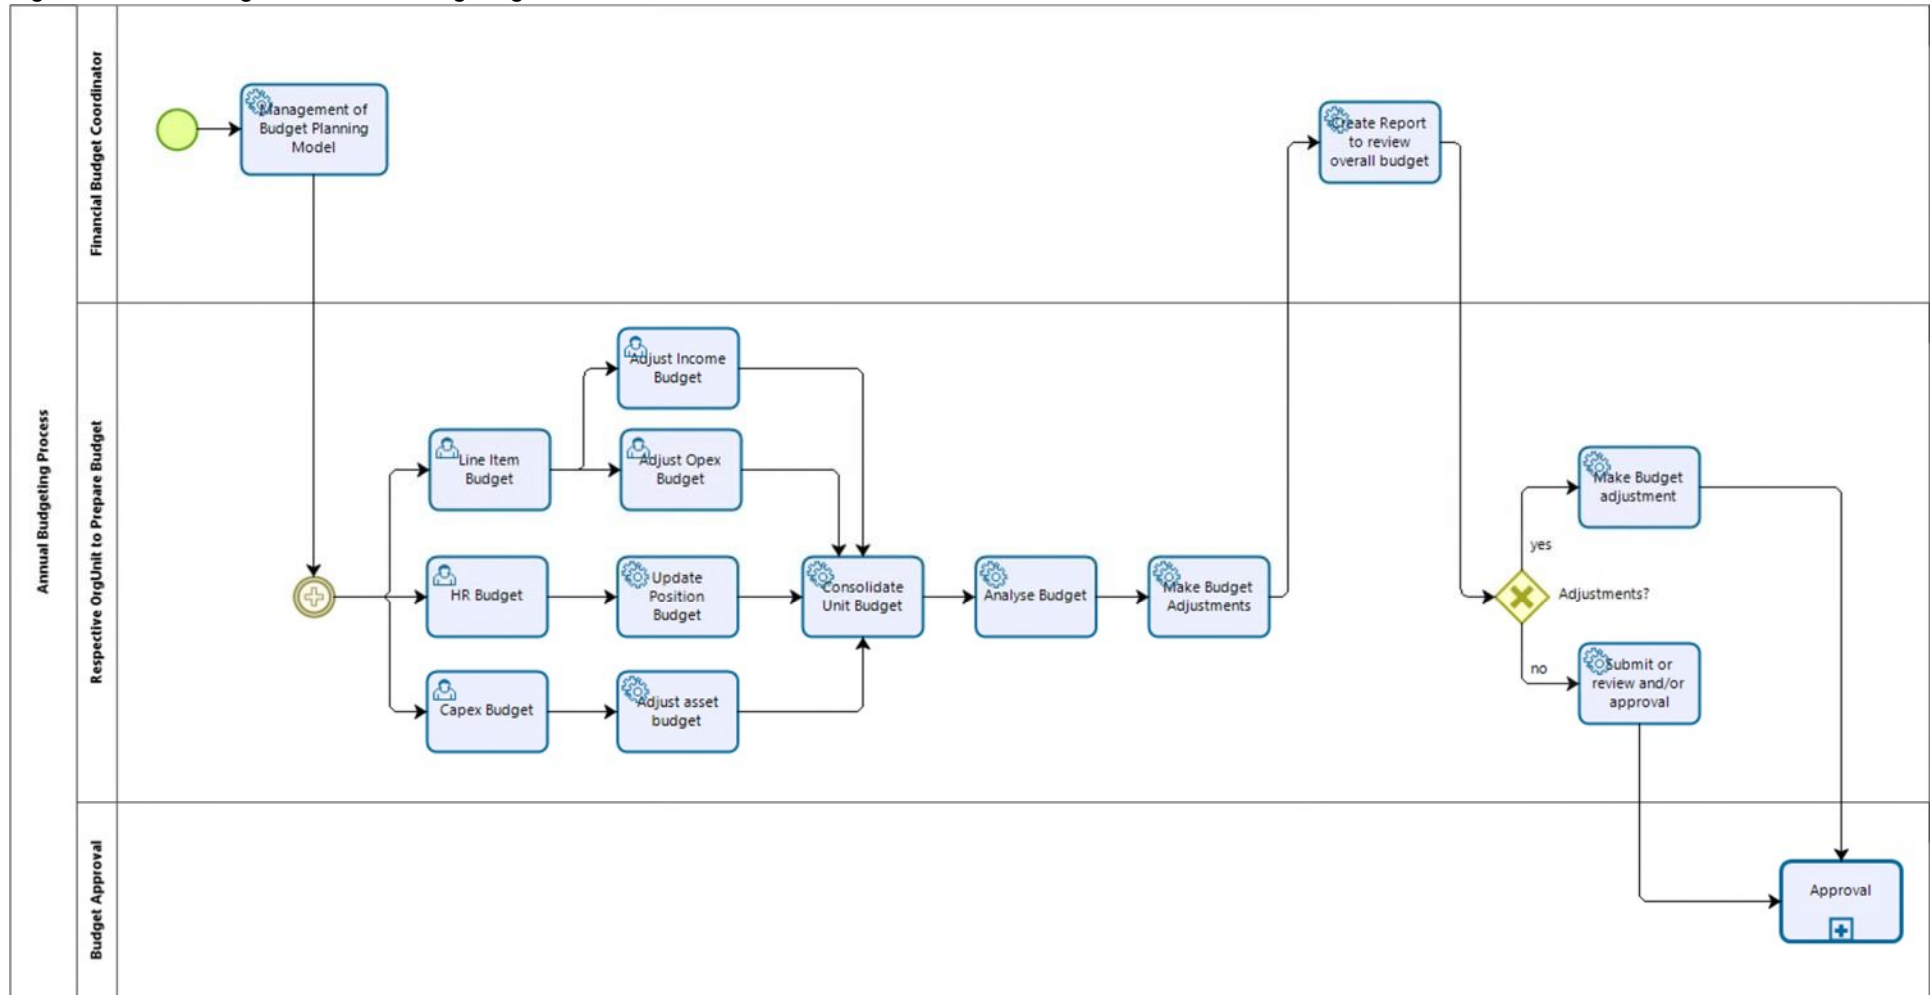 Annual Budgeting Process
Financial Budget Coordinator
Management of
Budget Planning
Model
Create Report
to review
overall budget
Respective OrgUnit to Prepare Budget
Adjust Income
Budget
Line Item
Budget
Adjust Opex
Budget
HR Budget
Update
Position
Budget
Consolidate
Unit Budget
Analyse Budget
Make Budget
Adjustments
Capex Budget
Adjust asset
budget
Adjustments?
yes
Make Budget
adjustment
no
Submit or
review and/or
approval
Budget Approval
Approval